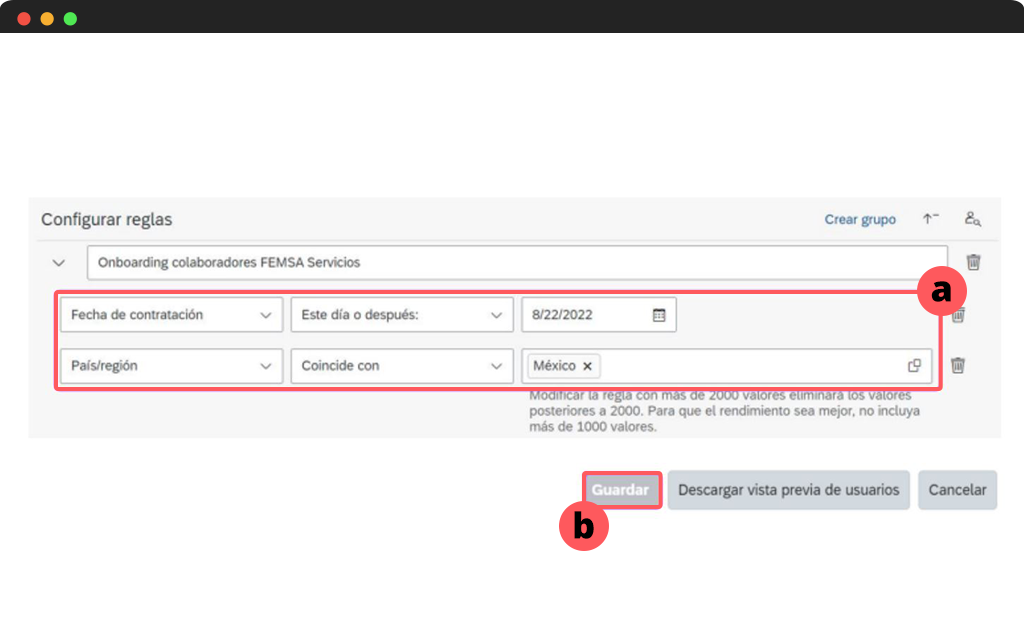 Configurar reglas
Crear grupo
Onboarding colaboradores FEMSA Servicios
a
Fecha de contratación Este día o después: 8/22/2022
País/región Coincide con México
Modificar la regla con más de 2000 valores eliminará los valores
posteriores a 2000. Para que el rendimiento sea mejor, no incluya
más de 1000 valores.
Guardar Descargar vista previa de usuarios Cancelar
b